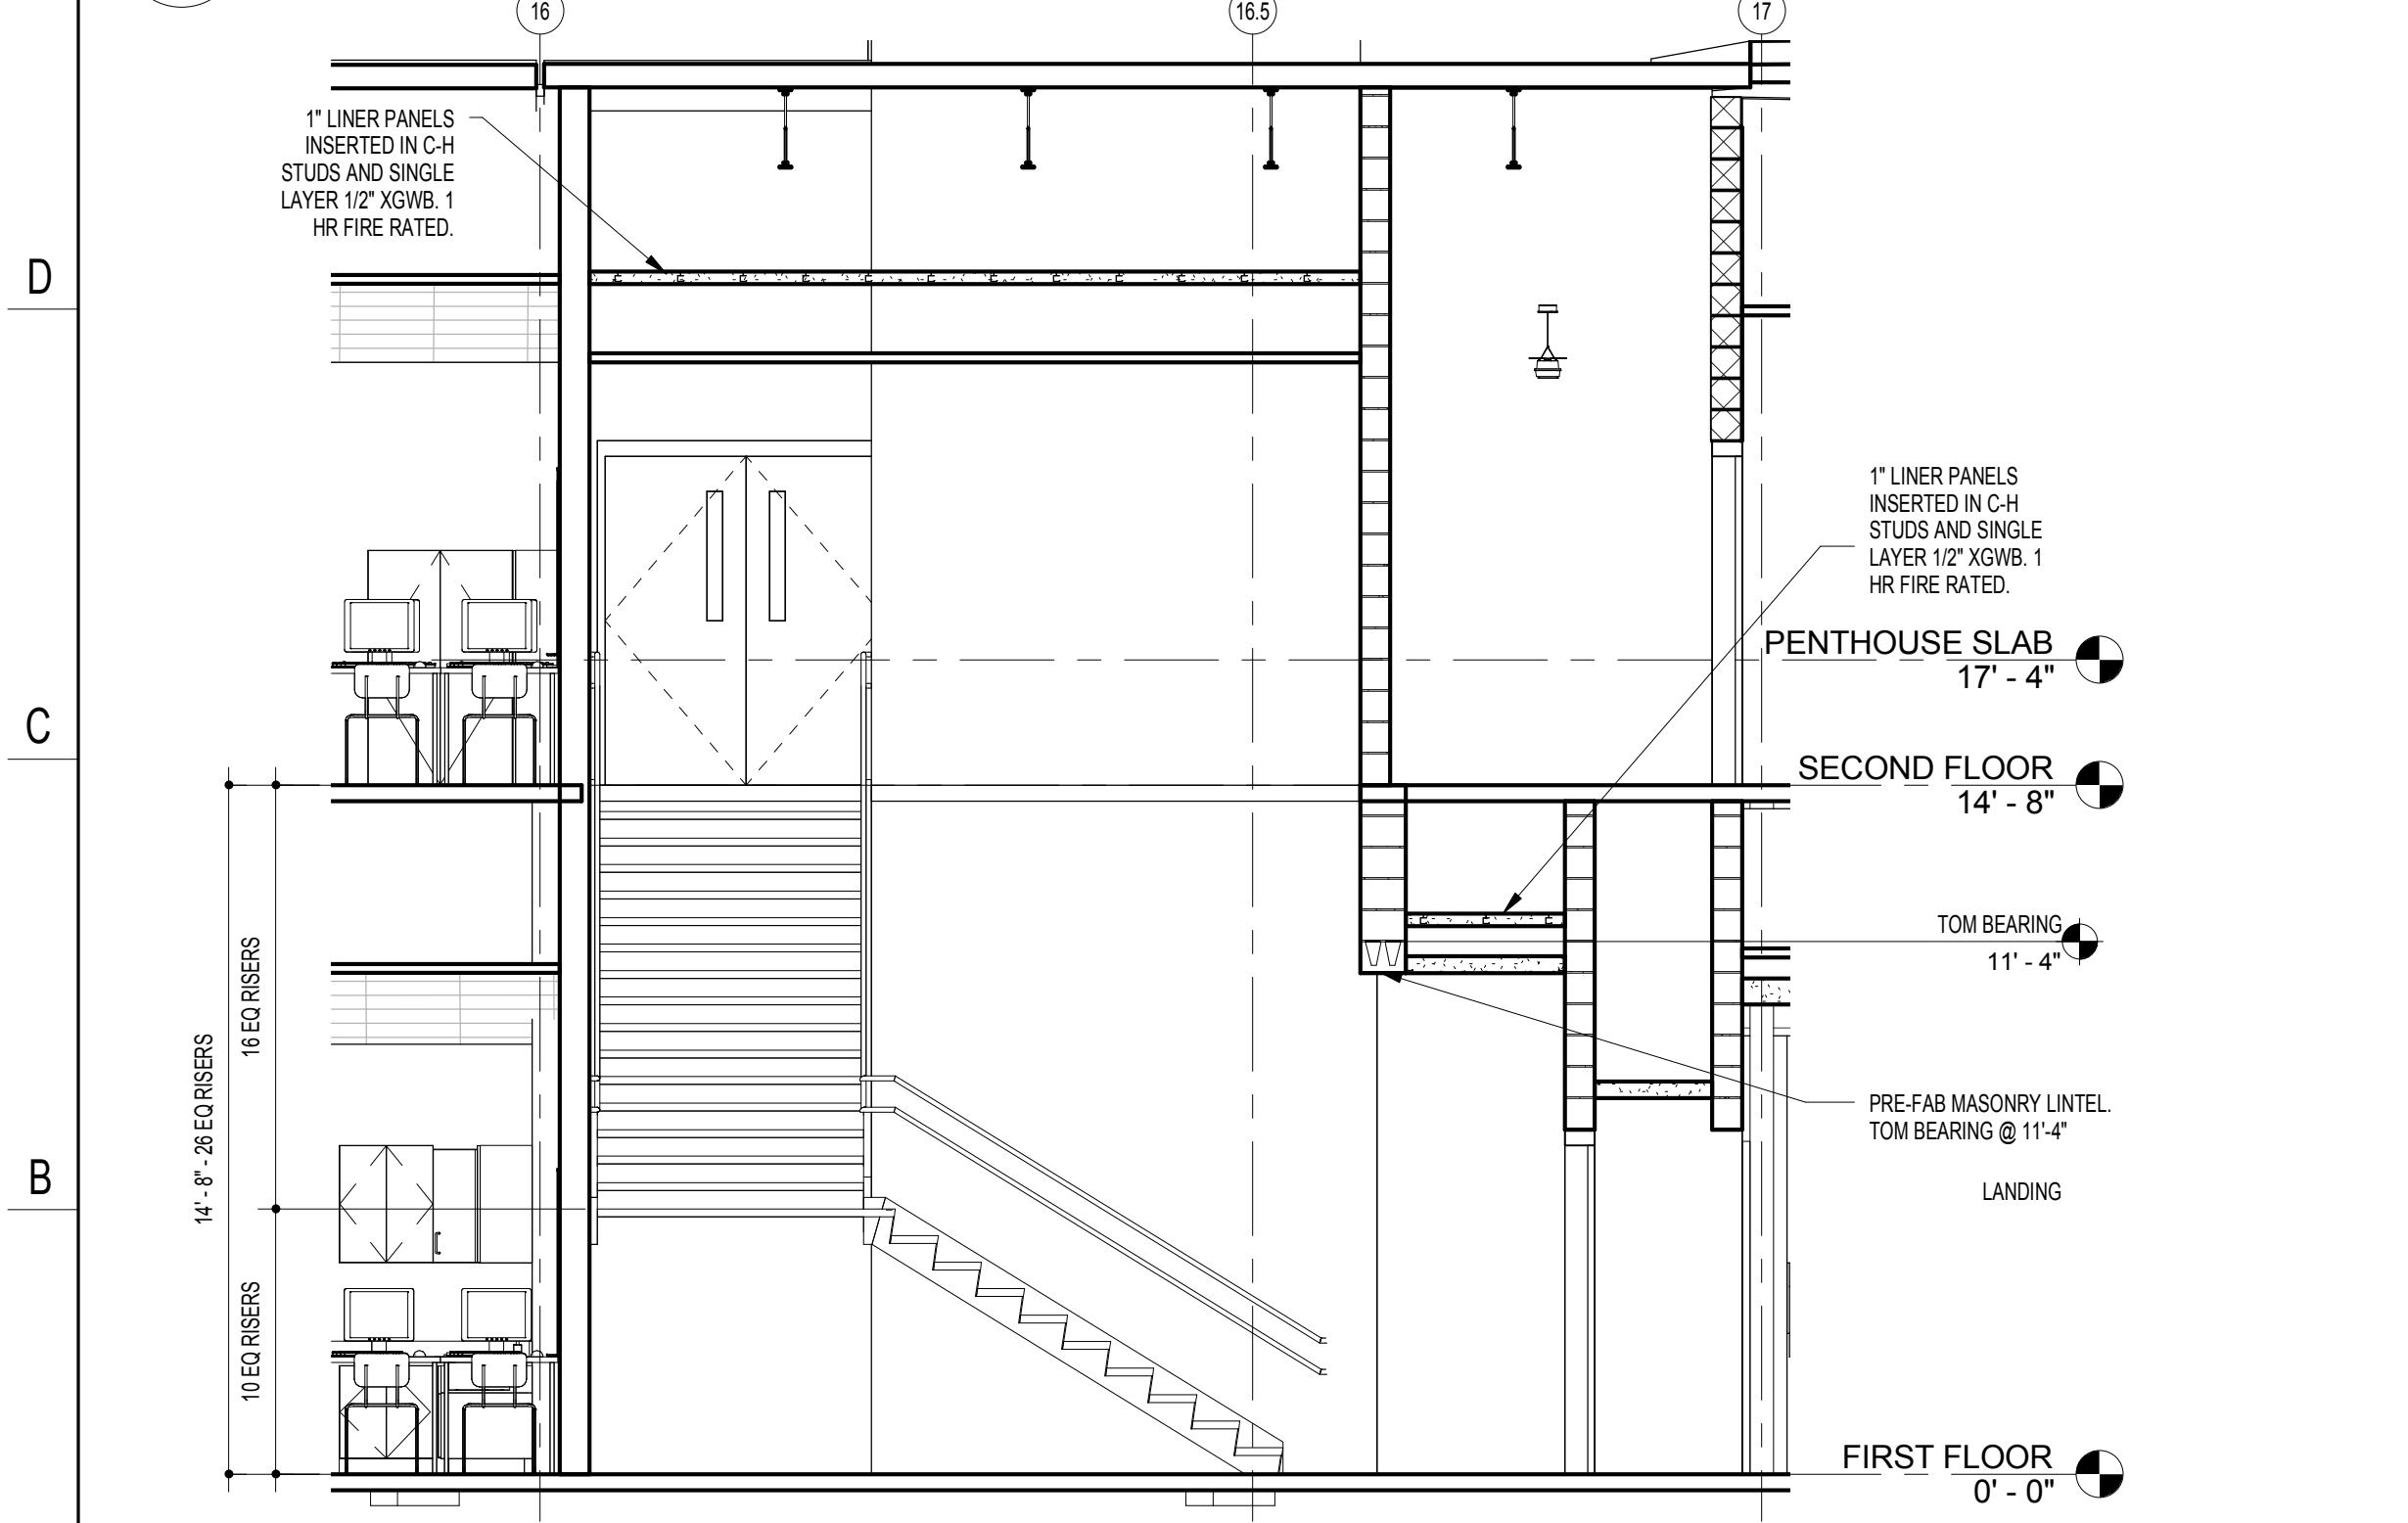 16
16.5
17
1" LINER PANELS
INSERTED IN C-H
STUDS AND SINGLE
LAYER 1/2" XGWB. 1
HR FIRE RATED.
D
1" LINER PANELS
INSERTED IN C-H
STUDS AND SINGLE
LAYER 1/2" XGWB. 1
HR FIRE RATED.
PENTHOUSE SLAB
17' - 4"
C
SECOND FLOOR
14' - 8"
TOM BEARING
11' - 4"
16 EQ RISERS
14' - 8" - 26 EQ RISERS
PRE-FAB MASONRY LINTEL.
TOM BEARING @ 11'-4"
B
LANDING
10 EQ RISERS
FIRST FLOOR
0' - 0"